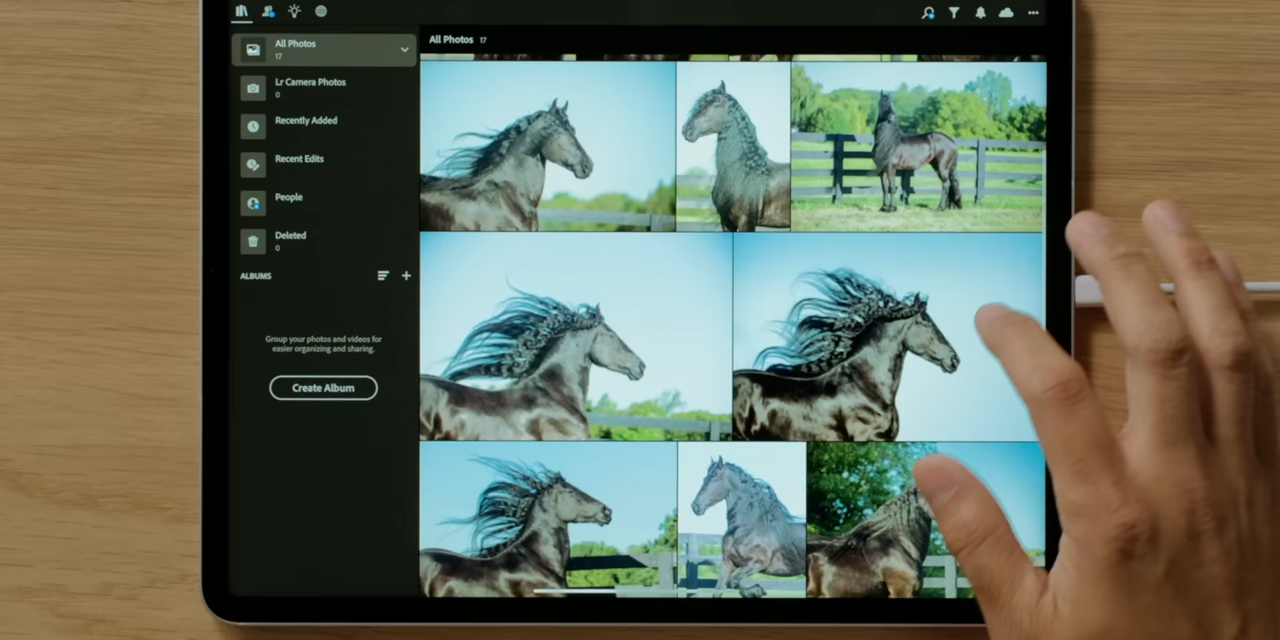 All Photos
17
Lr Camera Photos
0
Recently Added
Recent Edits
People
Deleted
0
ALBUMS
Group your photos and videos for
easier organizing and sharing.
Create Album
All Photos 17